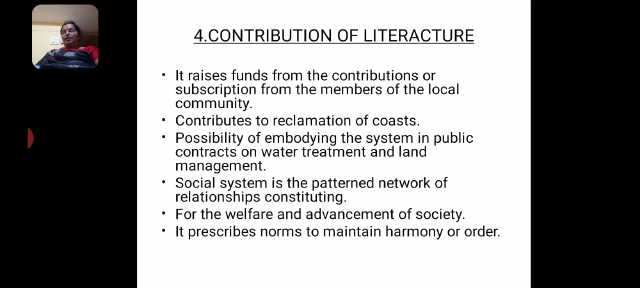 4.CONTRIBUTION OF LITERACTURE
• It raises funds from the contributions or
subscription from the members of the local
community.
• Contributes to reclamation of coasts.
• Possibility of embodying the system in public
contracts on water treatment and land
management.
• Social system is the patterned network of
relationships constituting.
• For the welfare and advancement of society.
• It prescribes norms to maintain harmony or order.